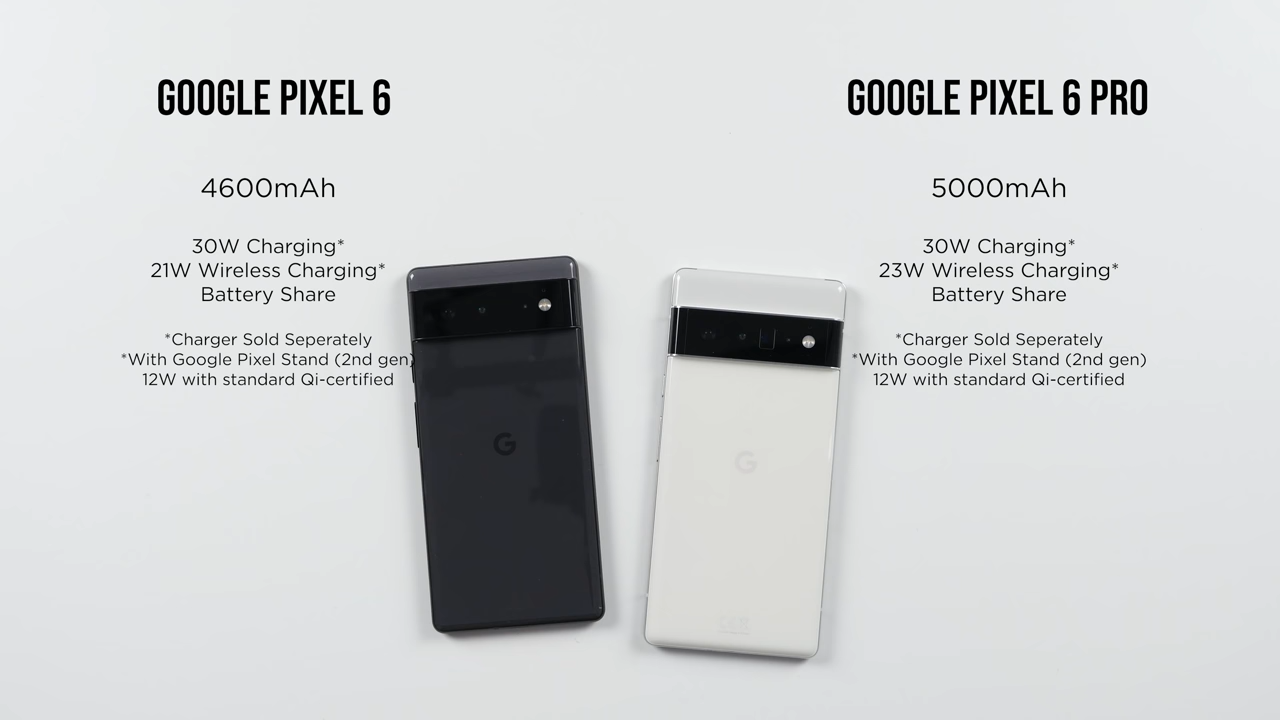 GOOGLE PIXEL 6
4600mAh
30W Charging*
21W Wireless Charging*
Battery Share
*Charger Sold Seperately
*With Google Pixel Stand (2nd gen)
12W with standard Qi-certified
G
GOOGLE PIXEL 6 PRO
5000mAh
30W Charging*
23W Wireless Charging*
Battery Share
*Charger Sold Seperately
*With Google Pixel Stand (2nd gen)
12W with standard Qi-certified
G